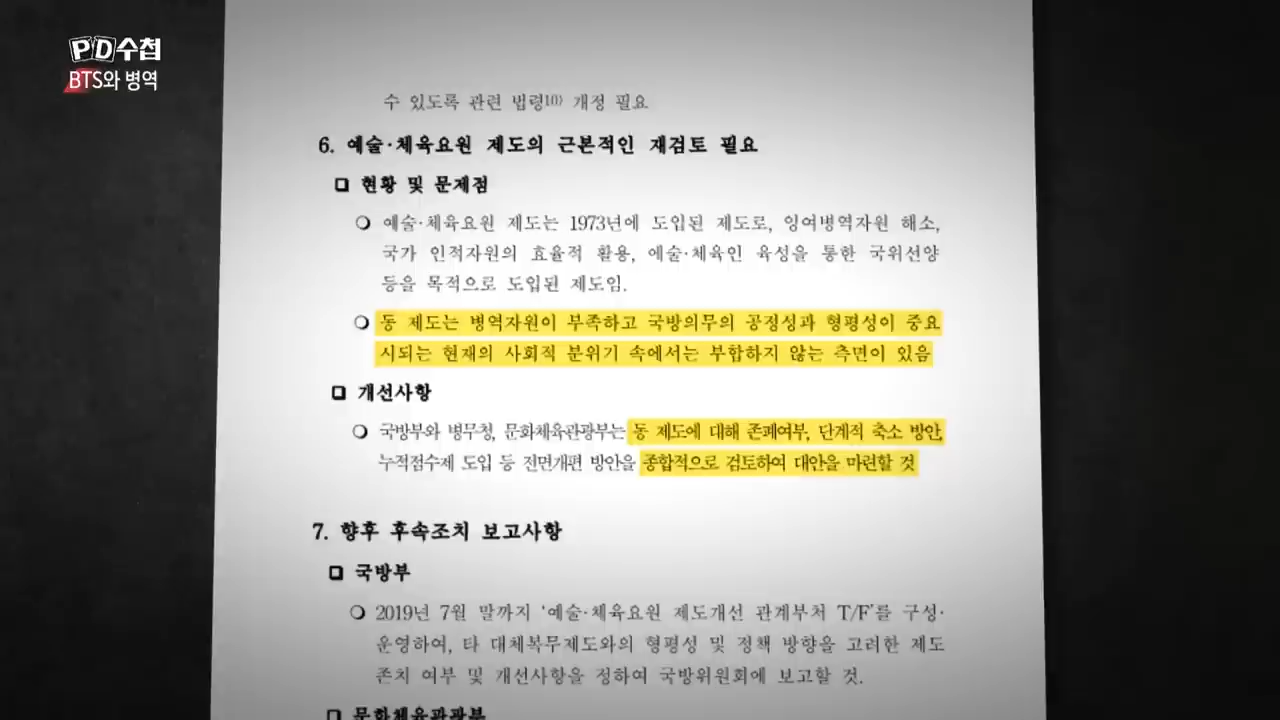 PD수첩
BTS와 병역
수 있도록 관련 법령10) 개정 필요
6. 예술·체육요원 제도의 근본적인 재검토 필요
❏ 현황 및 문제점
❍ 예술·체육요원 제도는 1973년에 도입된 제도로, 잉여병역자원 해소,
국가 인적자원의 효율적 활용, 예술·체육인 육성을 통한 국위선양
등을 목적으로 도입된 제도임.
❍ 동 제도는 병역자원이 부족하고 국방의무의 공정성과 형평성이 중요
시되는 현재의 사회적 분위기 속에서는 부합하지 않는 측면이 있음
❏ 개선사항
❍ 국방부와 병무청, 문화체육관광부는 동 제도에 대해 존폐여부, 단계적 축소 방안,
누적점수제 도입 등 전면개편 방안을 종합적으로 검토하여 대안을 마련할 것
7. 향후 후속조치 보고사항
❏ 국방부
❍ 2019년 7월 말까지 '예술·체육요원 제도개선 관계부처 T/F'를 구성·
운영하여, 타 대체복무제도와의 형평성 및 정책 방향을 고려한 제도
존치 여부 및 개선사항을 정하여 국방위원회에 보고할 것.
❏ 문화체육관광부